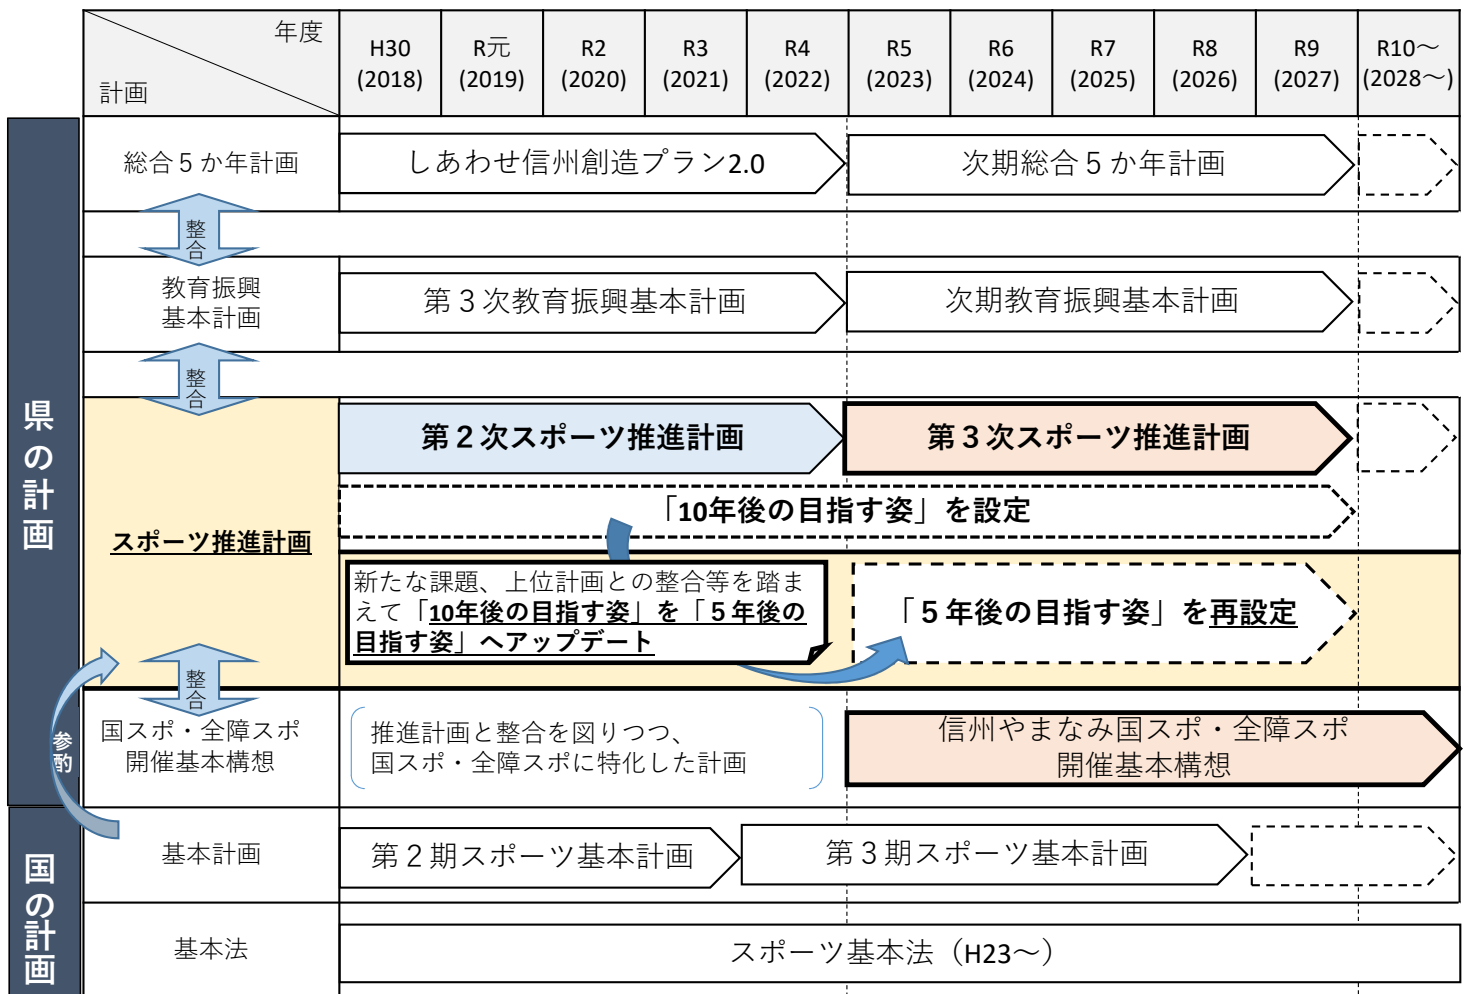 年度
計画
H30
(2018)
R元
(2019)
R2
(2020)
R3
(2021)
R4
(2022)
R5
(2023)
R6
(2024)
R7
(2025)
R8
(2026)
R9
(2027)
R10～
(2028～)
県の計画
総合５か年計画
しあわせ信州創造プラン2.0
次期総合５か年計画
整合
教育振興
基本計画
第３次教育振興基本計画
次期教育振興基本計画
整合
スポーツ推進計画
第２次スポーツ推進計画
第３次スポーツ推進計画
「10年後の目指す姿」を設定
新たな課題、上位計画との整合等を踏ま
えて「10年後の目指す姿」を「５年後の
目指す姿」へアップデート
「５年後の目指す姿」を再設定
整合
参酌
国スポ・全障スポ
開催基本構想
推進計画と整合を図りつつ、
国スポ・全障スポに特化した計画
信州やまなみ国スポ・全障スポ
開催基本構想
国の計画
基本計画
第２期スポーツ基本計画
第３期スポーツ基本計画
基本法
スポーツ基本法（H23～）